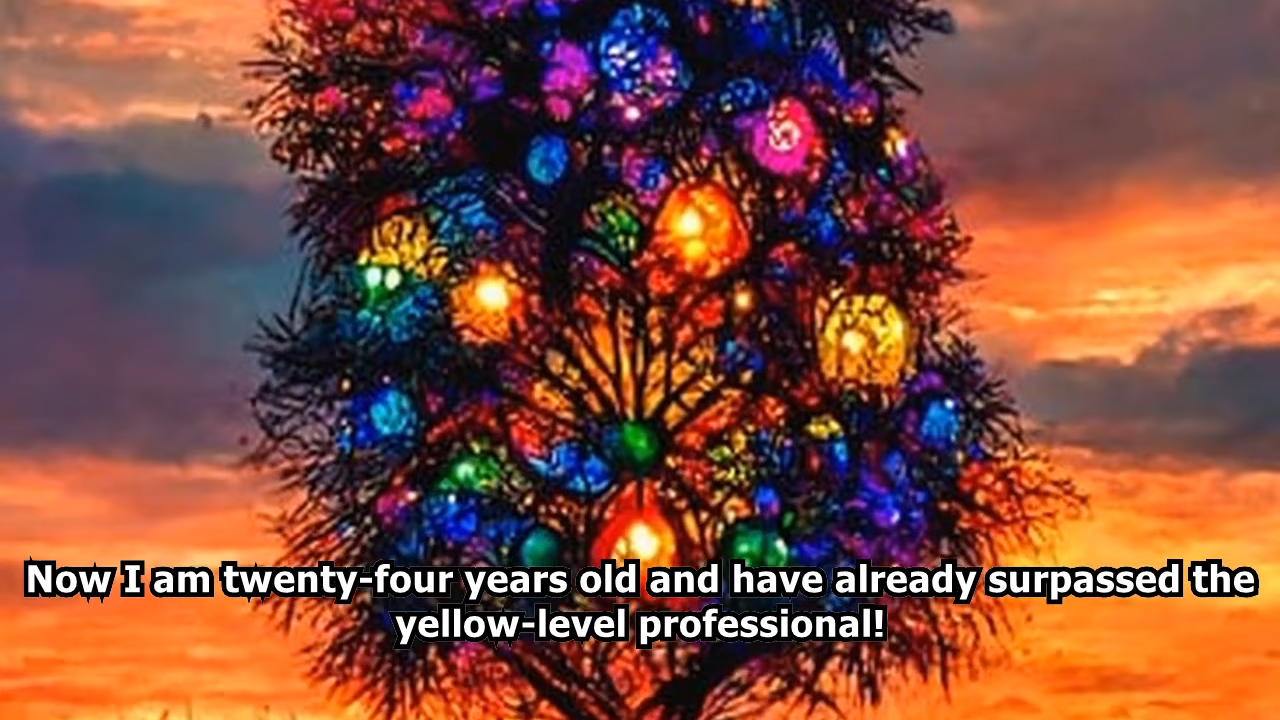 Now I am twenty-four years old and have already surpassed the
yellow-level professional!